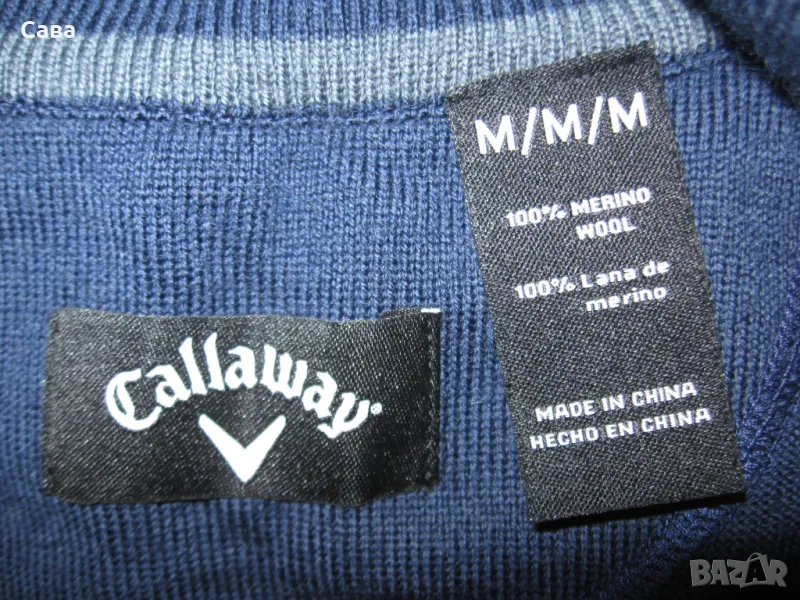 Сава
M/M/M
100% MERINO
WOOL
100% Lana de
merino
MADE IN CHINA
HECHO EN CHINA
Callaway
BAZAR